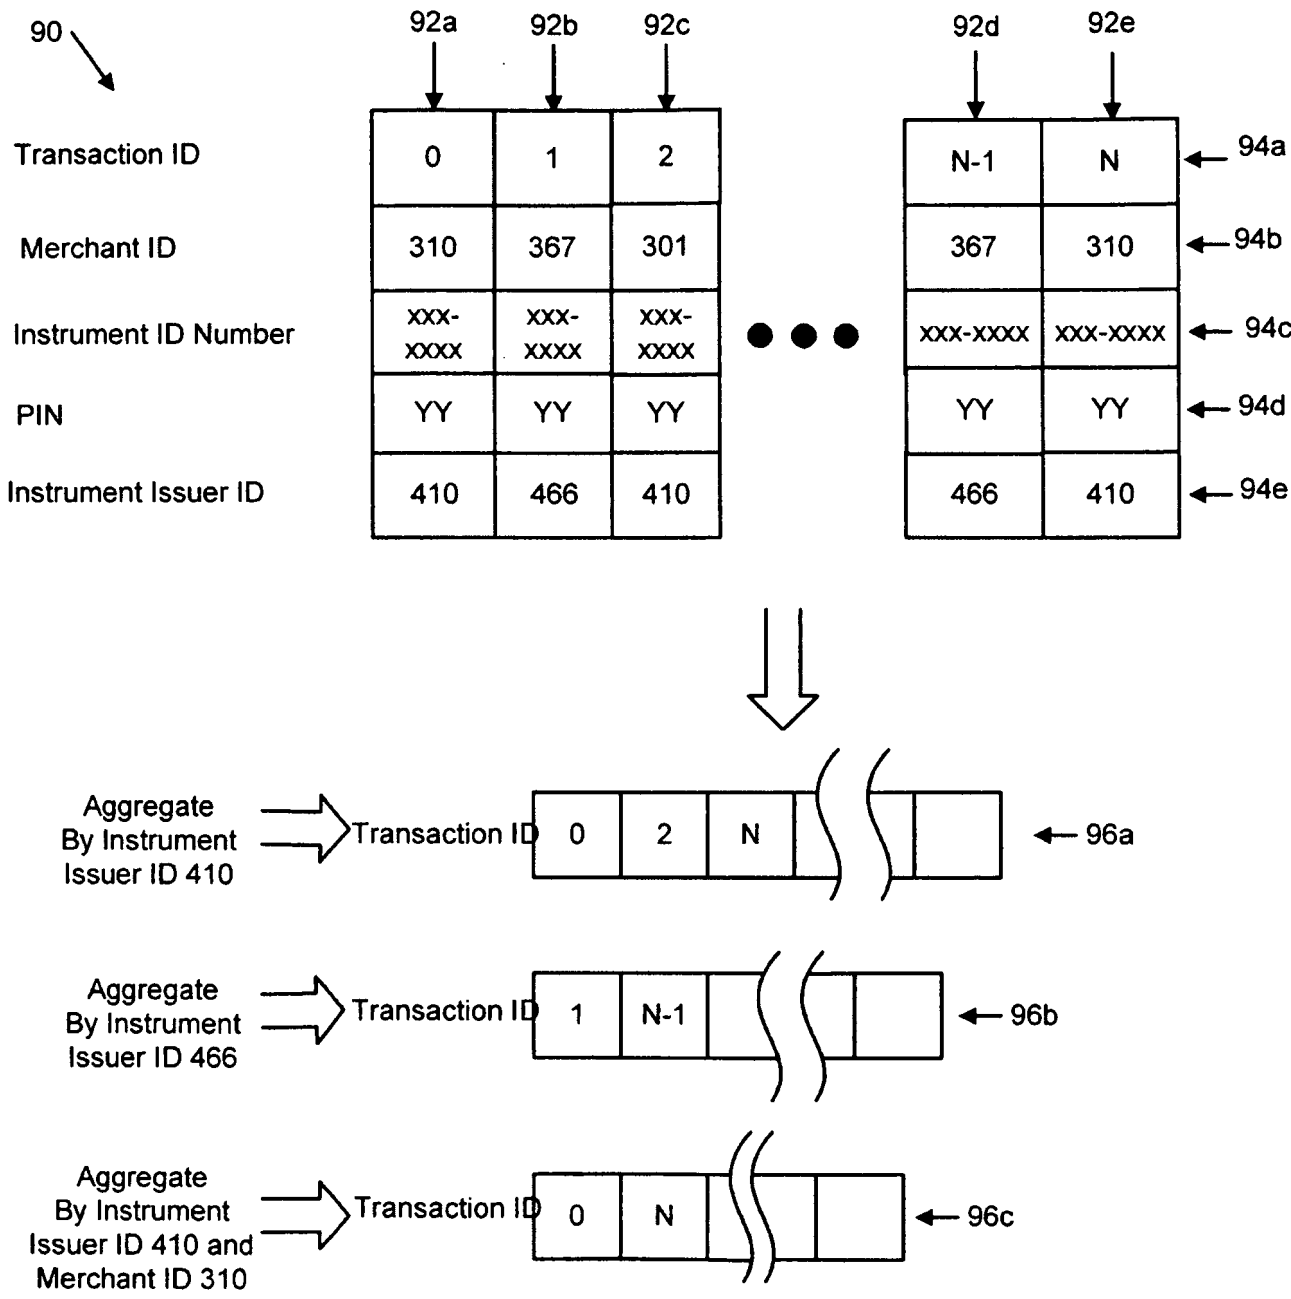 90
92a 92b 92c 92d 92e
Transaction ID 0 1 2 N-1 N 94a
Merchant ID 310 367 301 367 310 94b
Instrument ID Number xxx- xxx- xxx- xxx-xxxx xxx-xxxx 94c
xxxx xxxx xxxx
PIN YY YY YY YY YY 94d
Instrument Issuer ID 410 466 410 466 410 94e
Aggregate
By Instrument
Issuer ID 410
Transaction ID 0 2 N 96a
Aggregate
By Instrument
Issuer ID 466
Transaction ID 1 N-1 96b
Aggregate
By Instrument
Issuer ID 410 and
Merchant ID 310
Transaction ID 0 N 96c